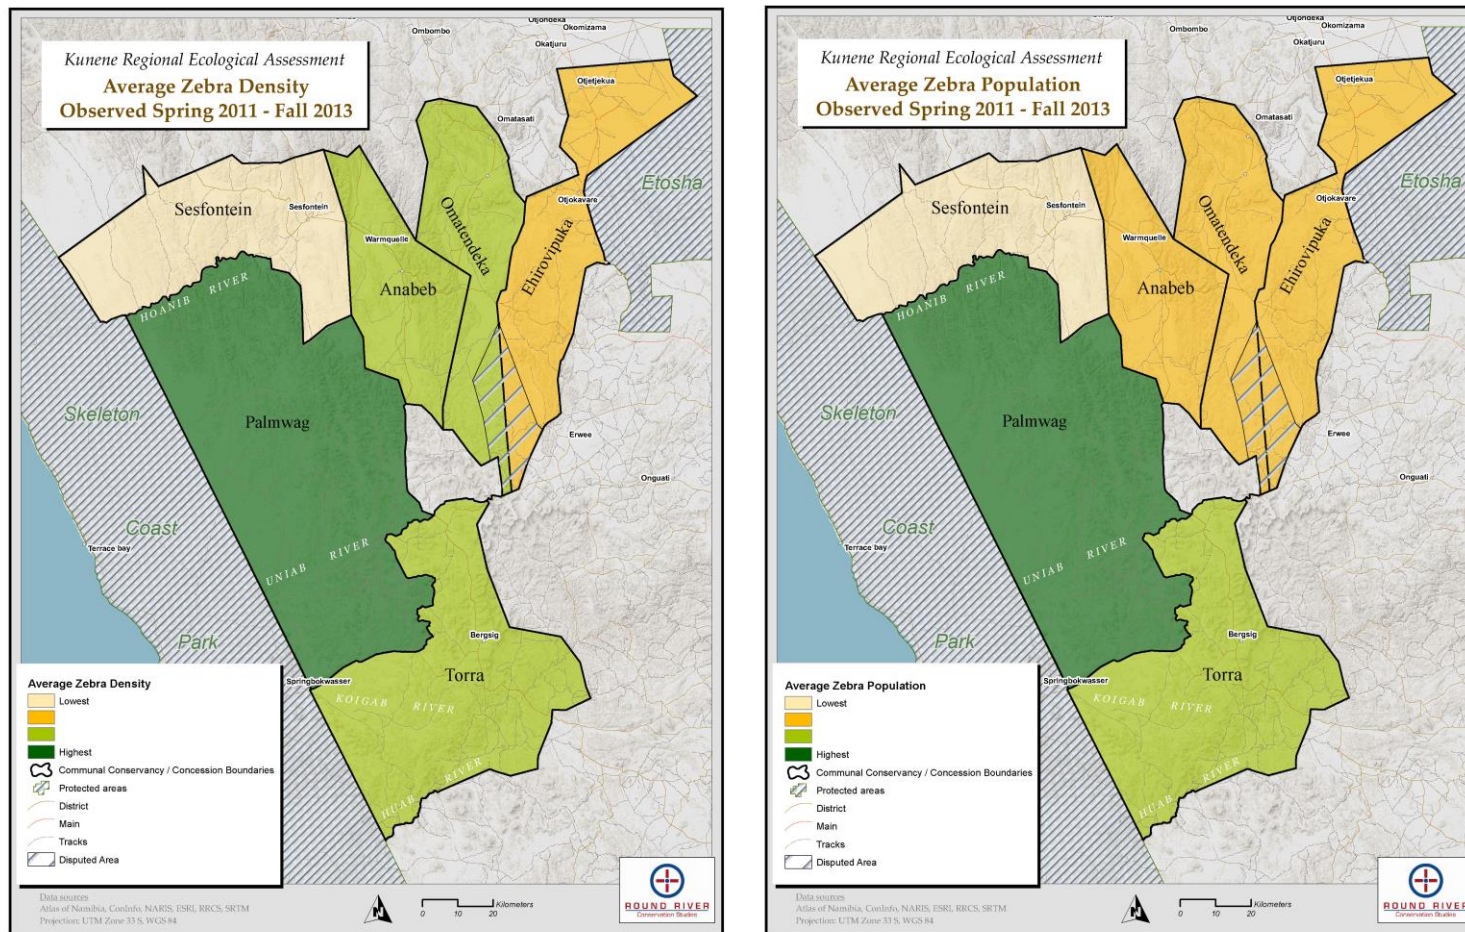 Kunene Regional Ecological Assessment
Average Zebra Density
Observed Spring 2011 - Fall 2013
Ombombo
Otjondeka
Okomizama
Okatjuru
Otjetjekua
Omatasati
Etosha
Otjokavare
Sesfontein
Sesfontein
Warmquelle
Omatendeka
Ehirovipuka
Anabeb
HOANIB RIVER
Palmwag
Skeleton
Coast
Park
Erwee
Onguati
Terrace bay
UNIAB RIVER
Bergsig
Torra
Springbokwasser
KOIGAB RIVER
HUAB RIVER
Average Zebra Density
Lowest
Highest
Communal Conservancy / Concession Boundaries
Protected areas
District
Main
Tracks
Disputed Area
Data sources
Atlas of Namibia, ConInfo, NARIS, ESRI, RRCS, SRTM
Projection: UTM Zone 33 S, WGS 84
N
0 10 20 Kilometers
ROUND RIVER
Conservation Studies
Kunene Regional Ecological Assessment
Average Zebra Population
Observed Spring 2011 - Fall 2013
Ombombo
Otjondeka
Okomizama
Okatjuru
Otjetjekua
Omatasati
Etosha
Otjokavare
Sesfontein
Sesfontein
Warmquelle
Omatendeka
Ehirovipuka
Anabeb
HOANIB RIVER
Palmwag
Skeleton
Coast
Park
Erwee
Onguati
Terrace bay
UNIAB RIVER
Bergsig
Torra
Springbokwasser
KOIGAB RIVER
HUAB RIVER
Average Zebra Population
Lowest
Highest
Communal Conservancy / Concession Boundaries
Protected areas
District
Main
Tracks
Disputed Area
Data sources
Atlas of Namibia, ConInfo, NARIS, ESRI, RRCS, SRTM
Projection: UTM Zone 33 S, WGS 84
N
0 10 20 Kilometers
ROUND RIVER
Conservation Studies